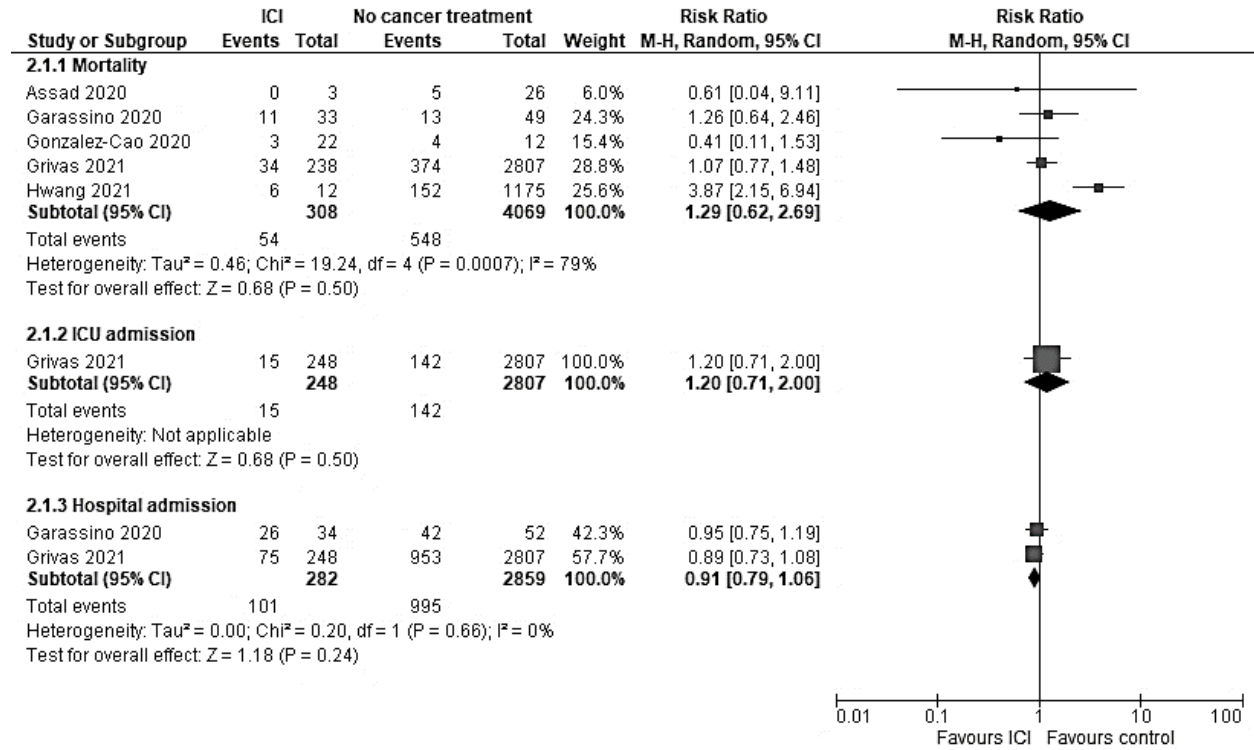 ICI No cancer treatment Risk Ratio Risk Ratio
Study or Subgroup Events Total Events Total Weight M-H, Random, 95% CI M-H, Random, 95% CI
2.1.1 Mortality
Assad 2020 0 3 5 26 6.0% 0.61 [0.04, 9.11]
Garassino 2020 11 33 13 49 24.3% 1.26 [0.64, 2.46]
Gonzalez-Cao 2020 3 22 4 12 15.4% 0.41 [0.11, 1.53]
Grivas 2021 34 238 374 2807 28.8% 1.07 [0.77, 1.48]
Hwang 2021 6 12 152 1175 25.6% 3.87 [2.15, 6.94]
Subtotal (95% CI) 308 4069 100.0% 1.29 [0.62, 2.69]
Total events 54 548
Heterogeneity: Tau² = 0.46; Chi² = 19.24, df = 4 (P = 0.0007); I² = 79%
Test for overall effect: Z = 0.68 (P = 0.50)
2.1.2 ICU admission
Grivas 2021 15 248 142 2807 100.0% 1.20 [0.71, 2.00]
Subtotal (95% CI) 248 2807 100.0% 1.20 [0.71, 2.00]
Total events 15 142
Heterogeneity: Not applicable
Test for overall effect: Z = 0.68 (P = 0.50)
2.1.3 Hospital admission
Garassino 2020 26 34 42 52 42.3% 0.95 [0.75, 1.19]
Grivas 2021 75 248 953 2807 57.7% 0.89 [0.73, 1.08]
Subtotal (95% CI) 282 2859 100.0% 0.91 [0.79, 1.06]
Total events 101 995
Heterogeneity: Tau² = 0.00; Chi² = 0.20, df = 1 (P = 0.66); I² = 0%
Test for overall effect: Z = 1.18 (P = 0.24)
0.01 0.1 1 10 100
Favours ICI Favours control